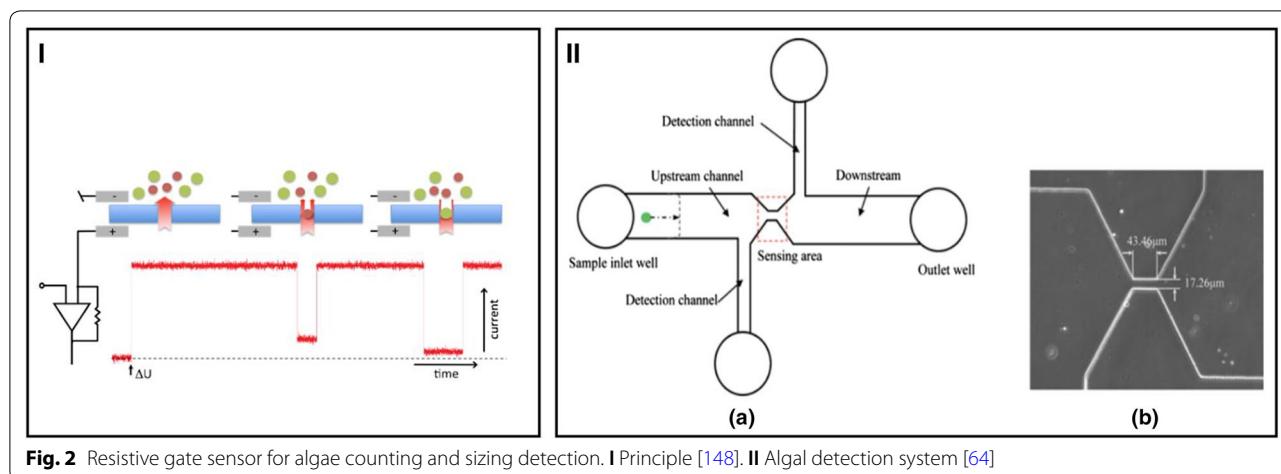 I
-
+
-
+
-
+
ΔU
time
current
II
Detection channel
Upstream channel
Downstream
Sample inlet well
Sensing area
Outlet well
Detection channel
(a)
43.46μm
17.26μm
(b)
Fig. 2 Resistive gate sensor for algae counting and sizing detection. I Principle [148]. II Algal detection system [64]